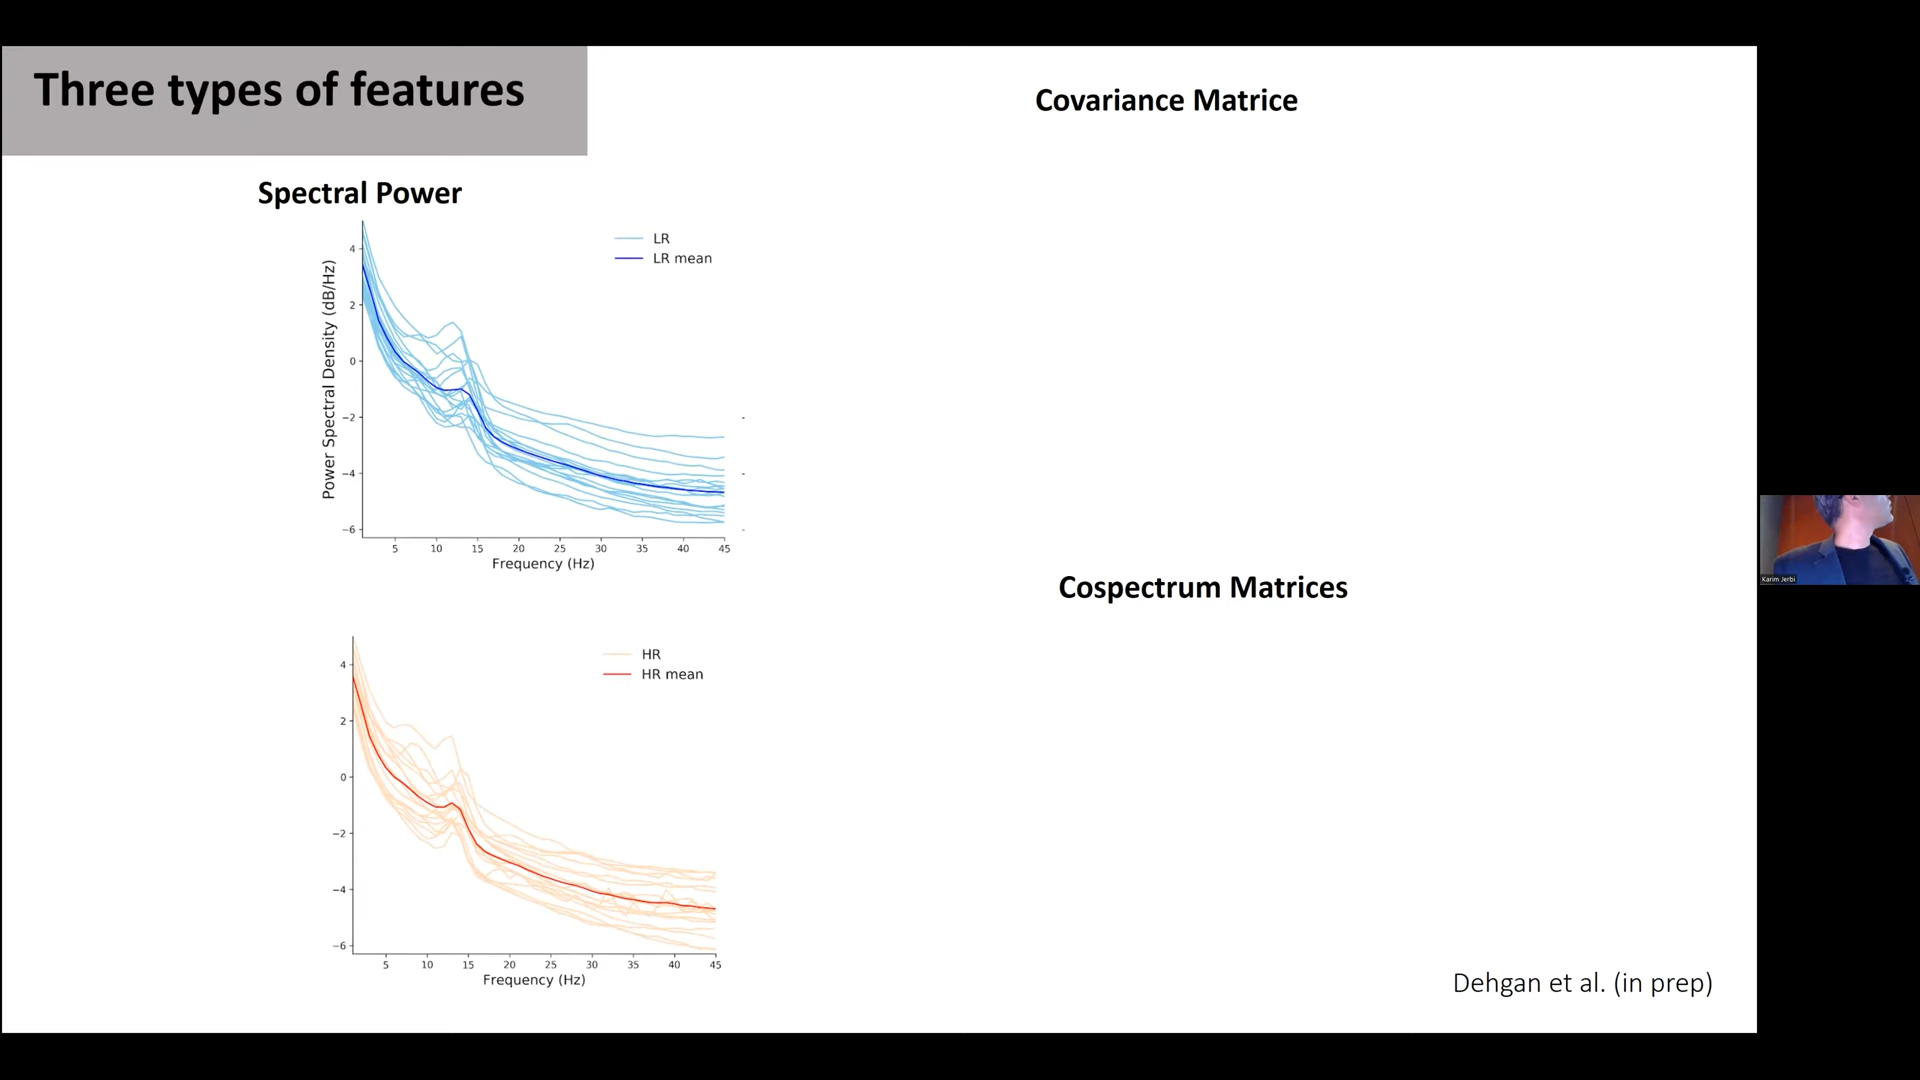 Three types of features
Covariance Matrice
Spectral Power
LR
LR mean
4
2
0
−2
−4
−6
Power Spectral Density (dB/Hz)
5 10 15 20 25 30 35 40 45
Frequency (Hz)
Karim Jerbi
Cospectrum Matrices
HR
HR mean
4
2
0
−2
−4
−6
5 10 15 20 25 30 35 40 45
Frequency (Hz)
Dehgan et al. (in prep)